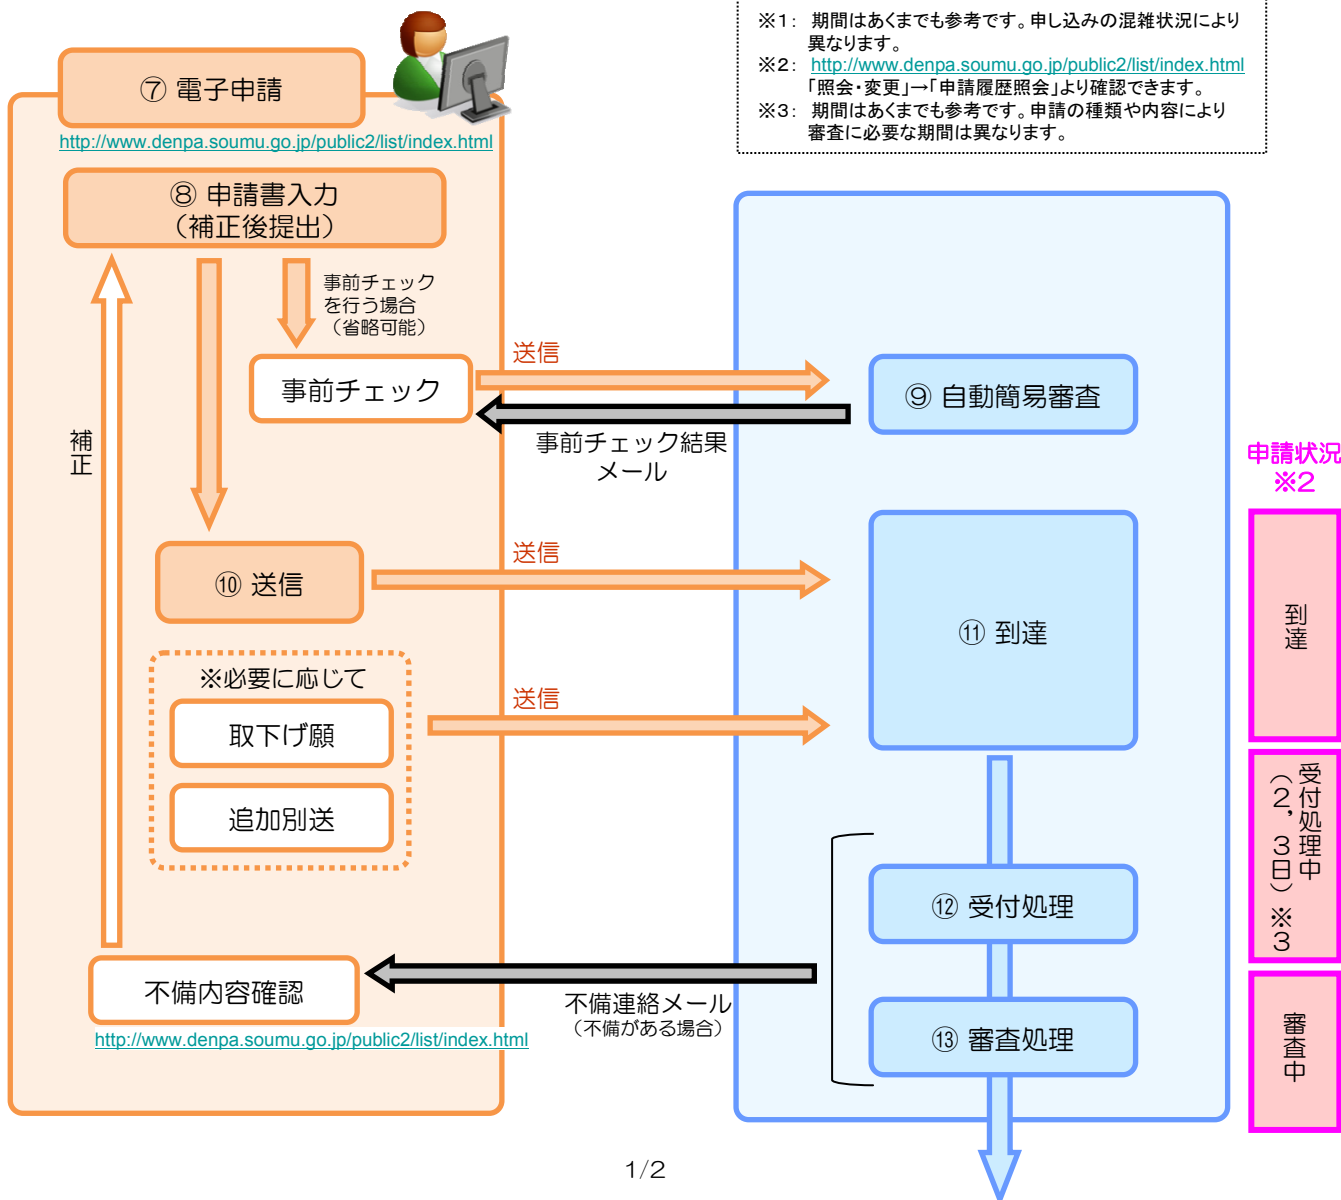 ※1： 期間はあくまでも参考です。申し込みの混雑状況により
異なります。
※2： http://www.denpa.soumu.go.jp/public2/list/index.html
「照会・変更」→「申請履歴照会」より確認できます。
※3： 期間はあくまでも参考です。申請の種類や内容により
審査に必要な期間は異なります。
⑦ 電子申請
http://www.denpa.soumu.go.jp/public2/list/index.html
⑧ 申請書入力
（補正後提出）
事前チェック
を行う場合
（省略可能）
事前チェック
送信
⑨ 自動簡易審査
事前チェック結果
メール
補正
申請状況
※2
⑩ 送信
送信
⑪ 到達
到達
※必要に応じて
取下げ願
追加別送
送信
受付処理中
（2，3日）※3
⑫ 受付処理
不備内容確認
http://www.denpa.soumu.go.jp/public2/list/index.html
不備連絡メール
（不備がある場合）
⑬ 審査処理
審査中
1/2